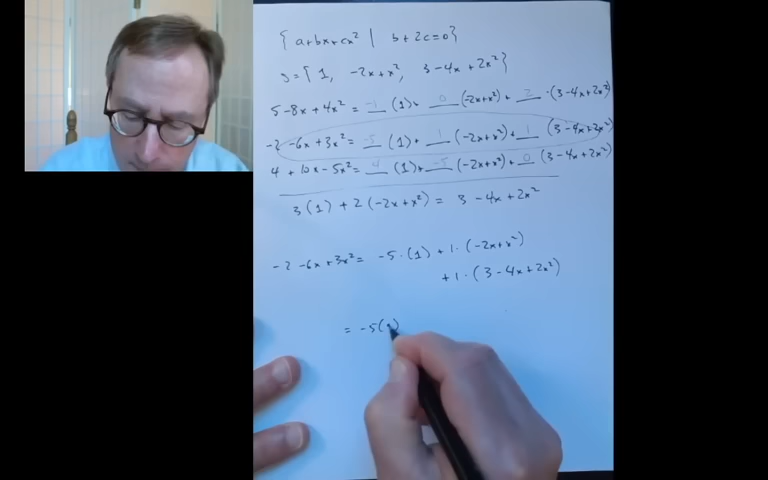 { a+bx+cx² | b+2c=0}
S={ 1, -2x+x², 3-4x+2x²}
5-8x+4x² = -1 (1)+ 0 (-2x+x²)+ 2 ·(3-4x+2x²)
-2-6x+3x² = -5 (1)+ 1 (-2x+x²)+ 1 (3-4x+2x²)
4+10x-5x² = 4 (1)+ -5 (-2x+x²)+ 0 (3-4x+2x²)
3(1)+2(-2x+x²) = 3-4x+2x²
-2-6x+3x² = -5·(1)+1·(-2x+x²)
+1·(3-4x+2x²)
= -5(1)